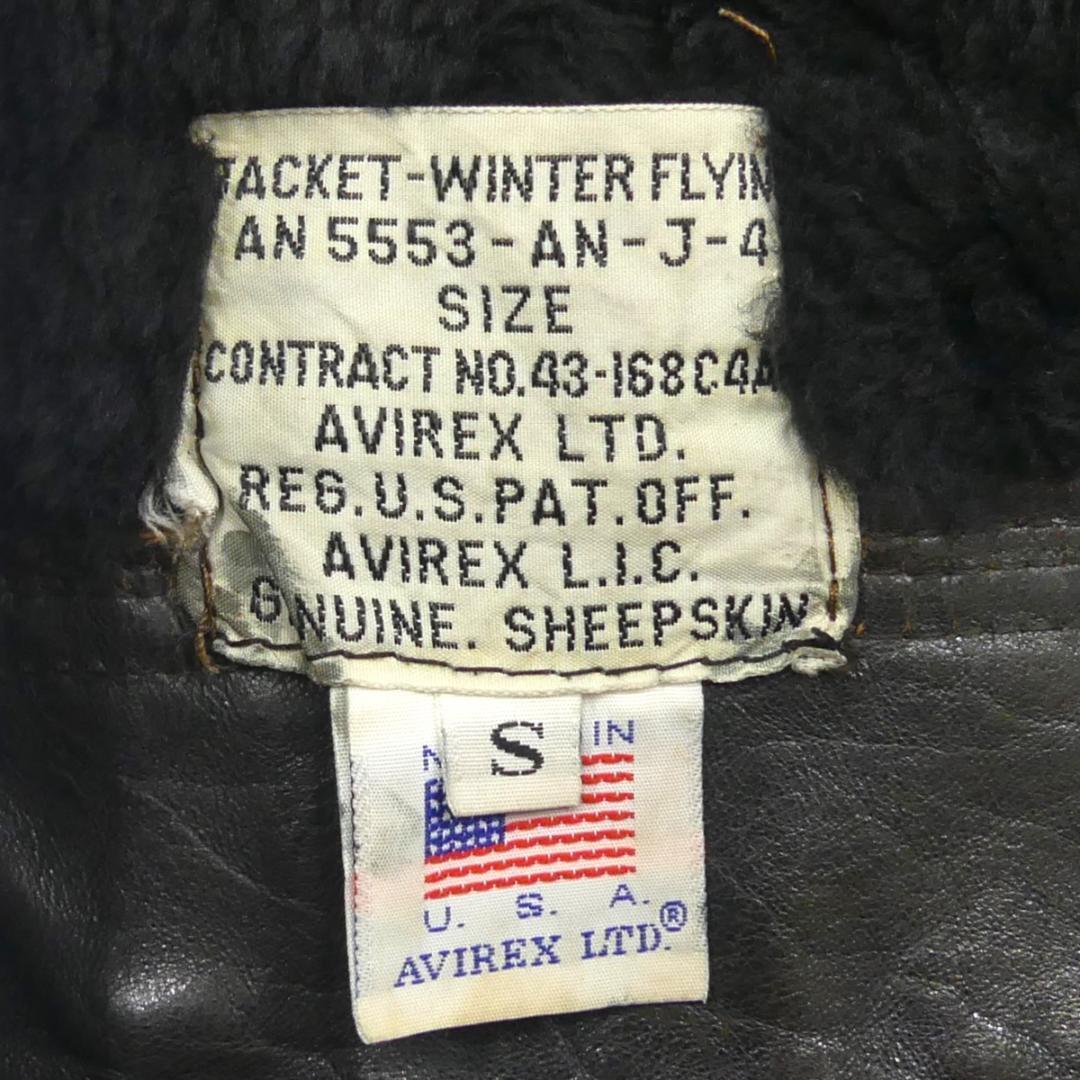 JACKET-WINTER FLYIN
AN 5553-AN-J-4
SIZE
CONTRACT NO.43-168C4A
AVIREX LTD.
REG.U.S.PAT.OFF.
AVIREX L.I.C.
G NUINE. SHEEPSKIN
S
IN
U. S. A.
AVIREX LTD.®